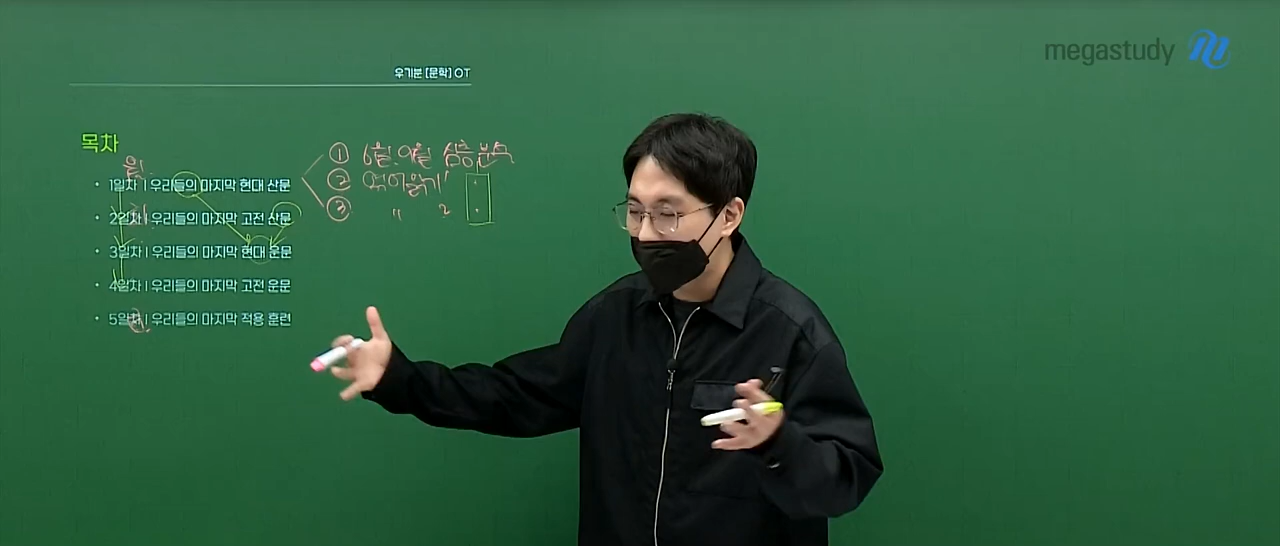 megastudy
우기분 [문학] OT
목차
월
• 1일차 | 우리들의 마지막 현대 산문
• 2일차 | 우리들의 마지막 고전 산문
• 3일차 | 우리들의 마지막 현대 운문
• 4일차 | 우리들의 마지막 고전 운문
• 5일차 | 우리들의 마지막 적용 훈련
① 6월, 9월 심층 분석
② 엮어읽기 1
③ " 2